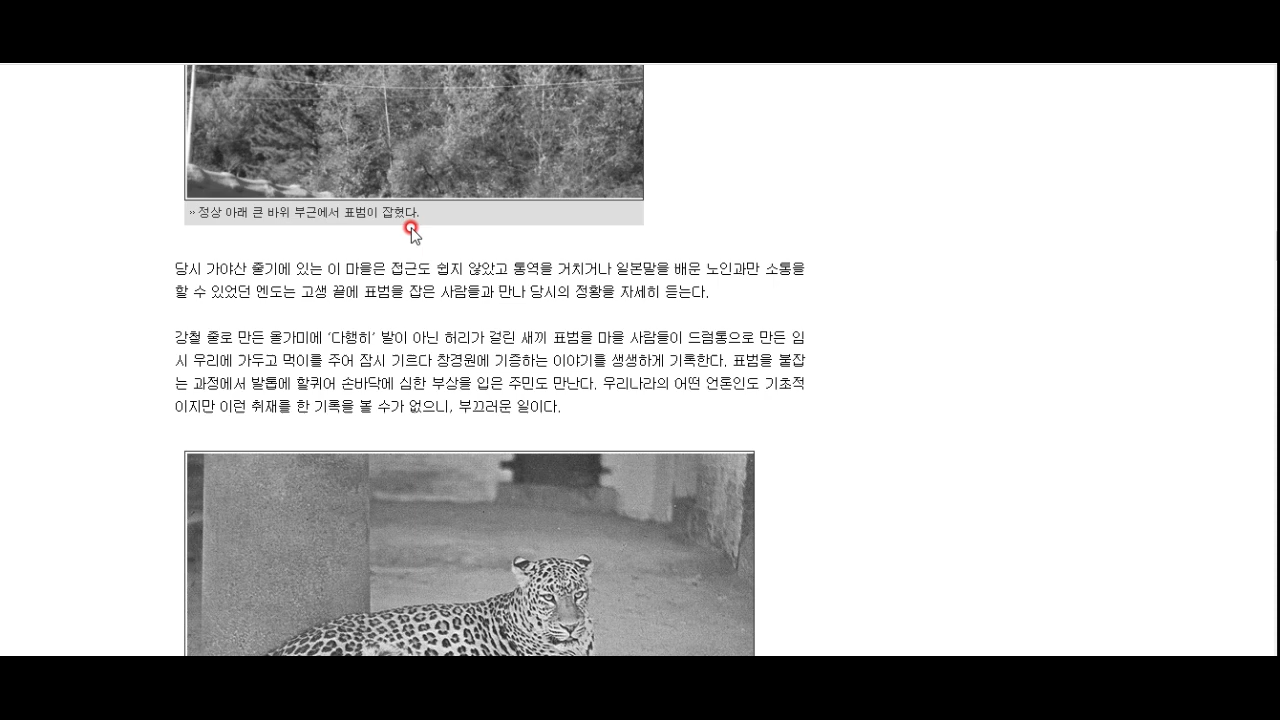 ›› 정상 아래 큰 바위 부근에서 표범이 잡혔다.
당시 가야산 줄기에 있는 이 마을은 접근도 쉽지 않았고 통역을 거치거나 일본말을 배운 노인과만 소통을
할 수 있었던 엔도는 고생 끝에 표범을 잡은 사람들과 만나 당시의 정황을 자세히 듣는다.
강철 줄로 만든 올가미에 ‘다행히’ 발이 아닌 허리가 걸린 새끼 표범을 마을 사람들이 드럼통으로 만든 임
시 우리에 가두고 먹이를 주어 잠시 기르다 창경원에 기증하는 이야기를 생생하게 기록한다. 표범을 붙잡
는 과정에서 발톱에 할퀴어 손바닥에 심한 부상을 입은 주민도 만난다. 우리나라의 어떤 언론인도 기초적
이지만 이런 취재를 한 기록을 볼 수가 없으니, 부끄러운 일이다.